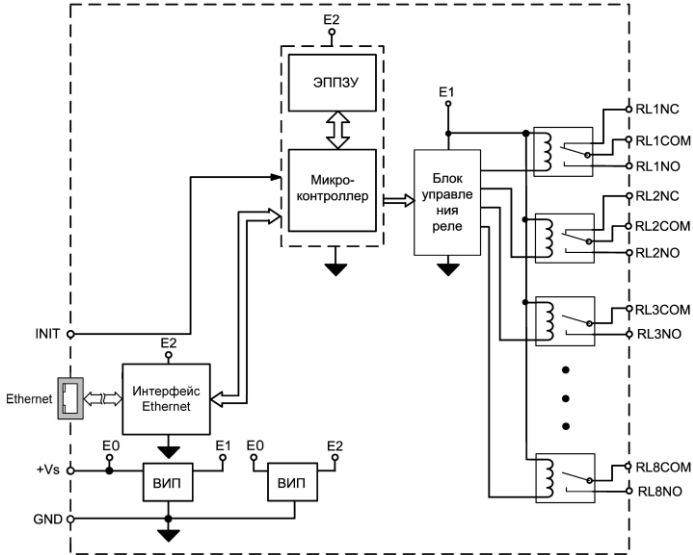 E2
ЭППЗУ
E1
RL1NC
RL1COM
RL1NO
Микро-
контроллер
Блок
управле
ния
реле
RL2NC
RL2COM
RL2NO
INIT
RL3COM
RL3NO
E2
Ethernet
Интерфейс
Ethernet
E0
E1
E0
E2
+Vs
ВИП
ВИП
RL8COM
RL8NO
GND